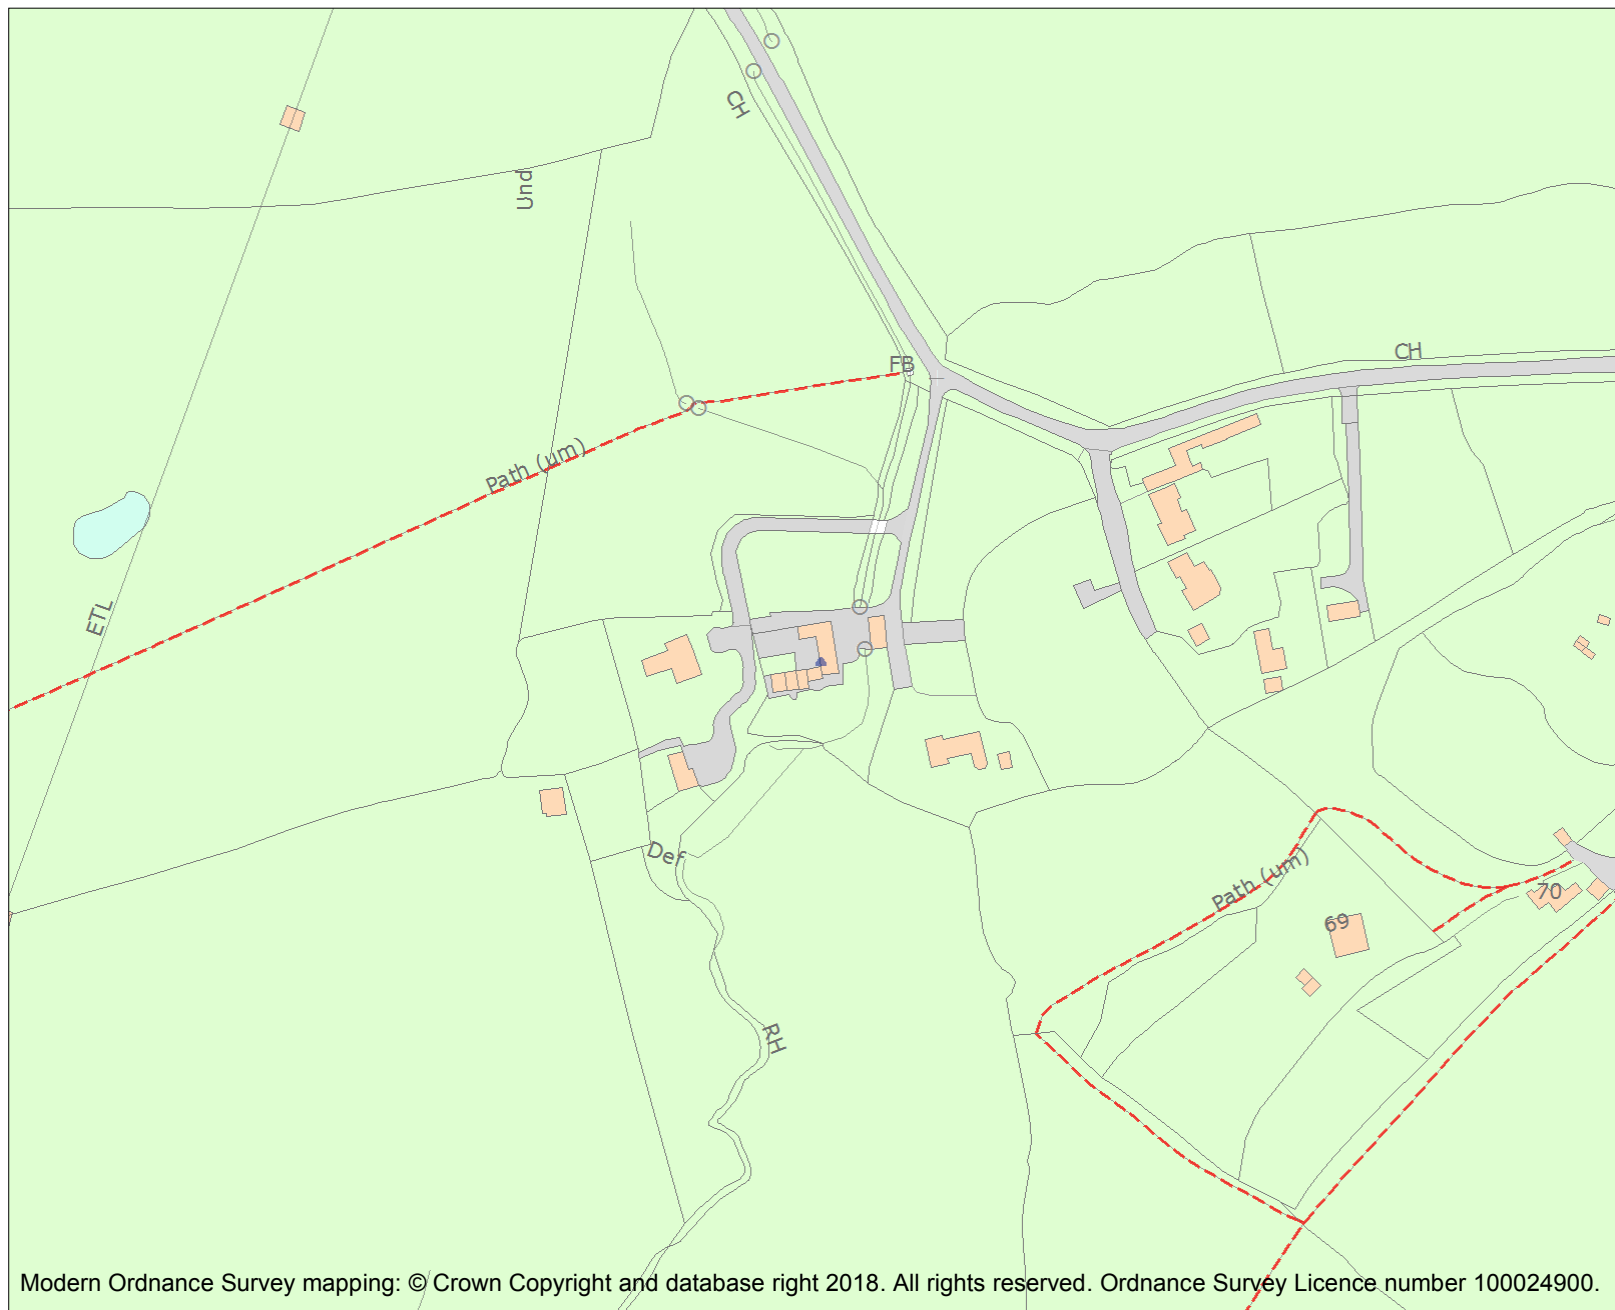 CH
Und
FB
CH
Path (um)
ETL
Def
Path (um)
70
69
RH
Modern Ordnance Survey mapping: © Crown Copyright and database right 2018. All rights reserved. Ordnance Survey Licence number 100024900.